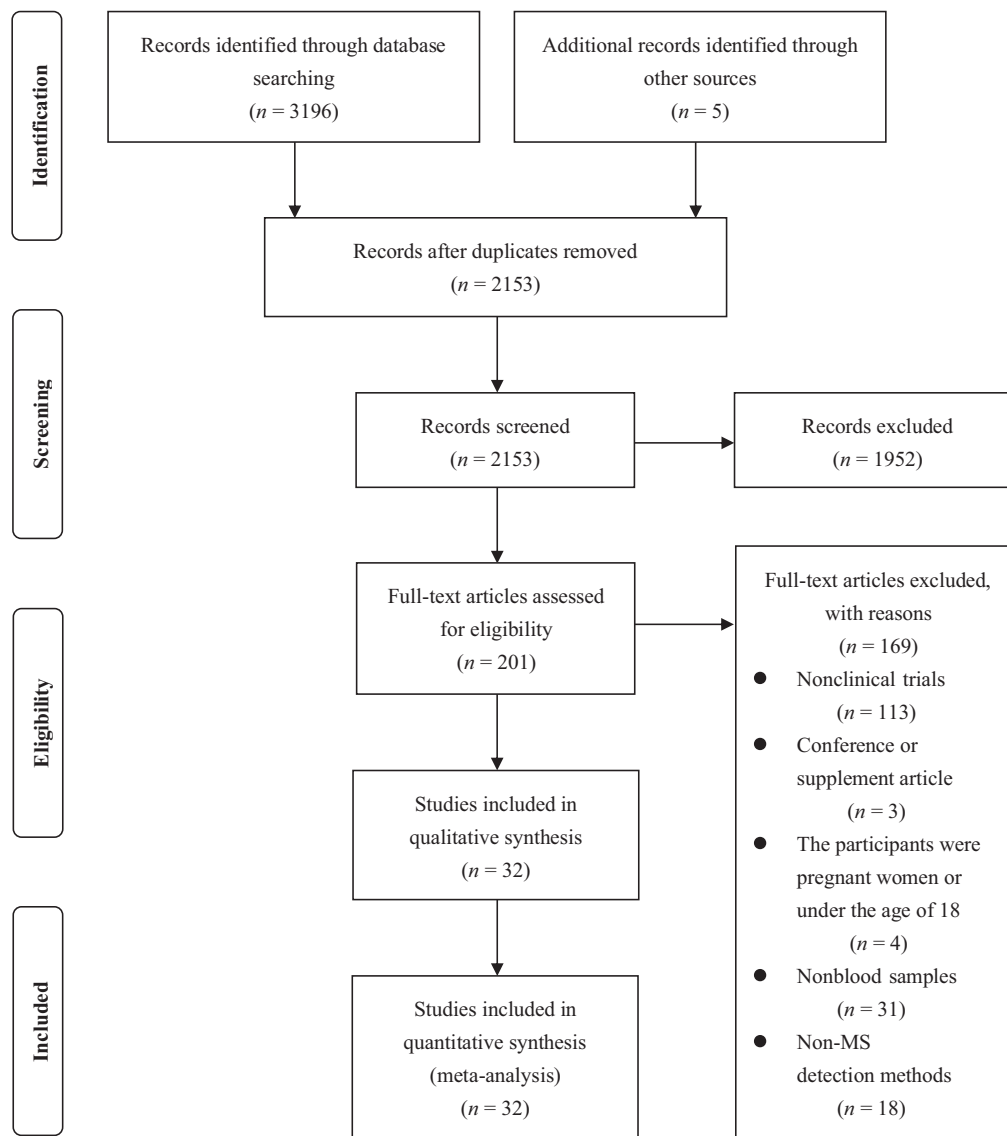 Identification
Records identified through database
searching
(n = 3196)
Additional records identified through
other sources
(n = 5)
Records after duplicates removed
(n = 2153)
Screening
Records screened
(n = 2153)
Records excluded
(n = 1952)
Eligibility
Full-text articles assessed
for eligibility
(n = 201)
Full-text articles excluded,
with reasons
(n = 169)
● Nonclinical trials
(n = 113)
● Conference or
supplement article
(n = 3)
● The participants were
pregnant women or
under the age of 18
(n = 4)
● Nonblood samples
(n = 31)
● Non-MS
detection methods
(n = 18)
Studies included in
qualitative synthesis
(n = 32)
Included
Studies included in
quantitative synthesis
(meta-analysis)
(n = 32)